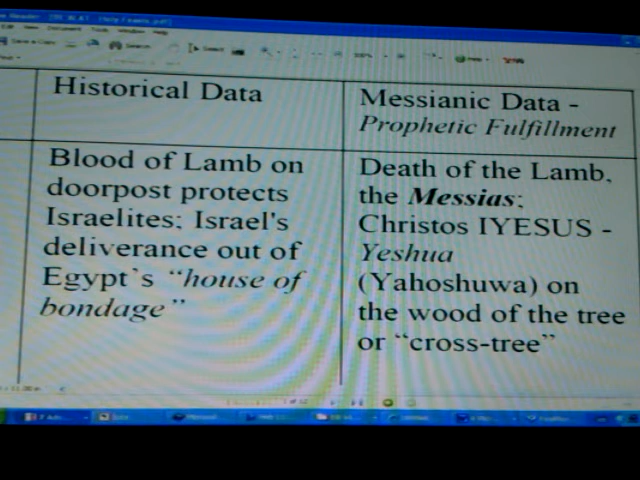 Historical Data
Messianic Data -
Prophetic Fulfillment
Blood of Lamb on
doorpost protects
Israelites; Israel's
deliverance out of
Egypt`s “house of
bondage”
Death of the Lamb,
the Messias;
Christos IYESUS -
Yeshua
(Yahoshuwa) on
the wood of the tree
or “cross-tree”